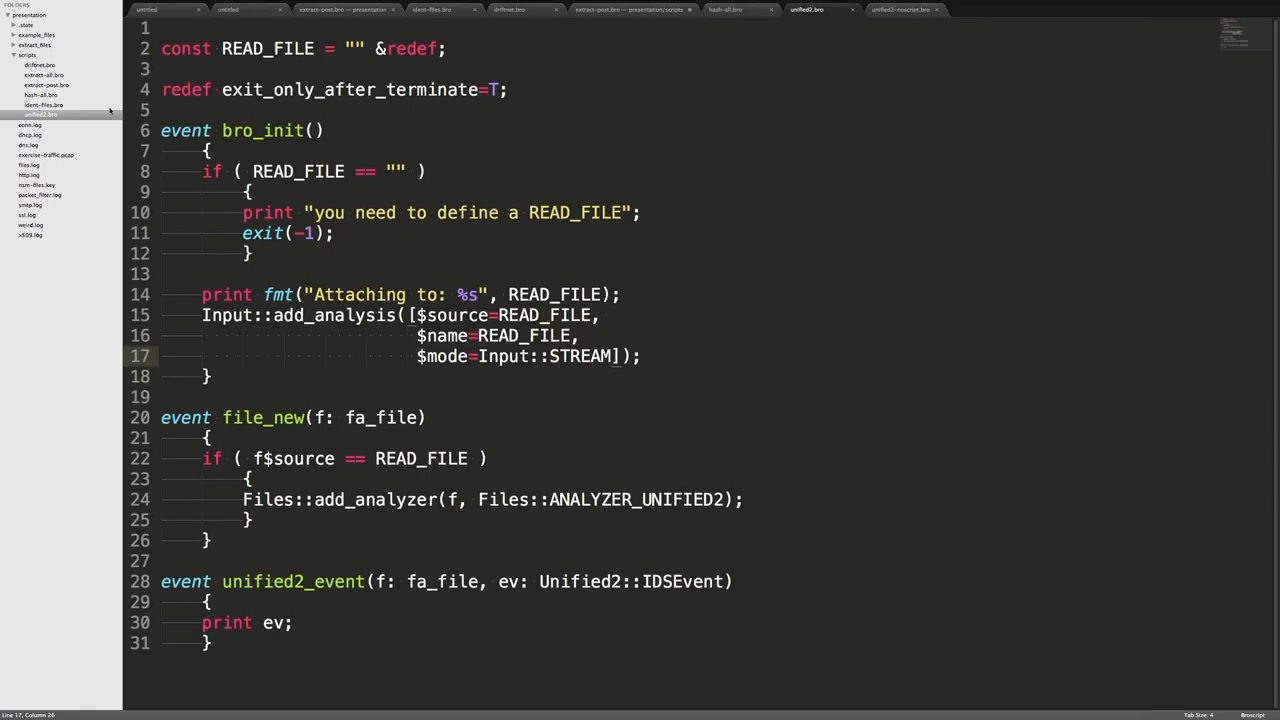 FOLDERS
presentation
.state
example_files
extract_files
scripts
driftnet.bro
extract-all.bro
extract-post.bro
hash-all.bro
ident-files.bro
unified2.bro
conn.log
dhcp.log
dns.log
exercise-traffic.pcap
files.log
http.log
nsm-files.key
packet_filter.log
smtp.log
ssl.log
weird.log
x509.log
untitled
untitled
extract-post.bro — presentation
ident-files.bro
driftnet.bro
extract-post.bro — presentation/scripts
hash-all.bro
unified2.bro
unified2-noscript.bro
1
2 const READ_FILE = "" &redef;
3
4 redef exit_only_after_terminate=T;
5
6 event bro_init()
7 {
8 if ( READ_FILE == "" )
9 {
10 print "you need to define a READ_FILE";
11 exit(-1);
12 }
13
14 print fmt("Attaching to: %s", READ_FILE);
15 Input::add_analysis([$source=READ_FILE,
16 $name=READ_FILE,
17 $mode=Input::STREAM]);
18 }
19
20 event file_new(f: fa_file)
21 {
22 if ( f$source == READ_FILE )
23 {
24 Files::add_analyzer(f, Files::ANALYZER_UNIFIED2);
25 }
26 }
27
28 event unified2_event(f: fa_file, ev: Unified2::IDSEvent)
29 {
30 print ev;
31 }
Line 17, Column 26
Tab Size: 4
Broscript